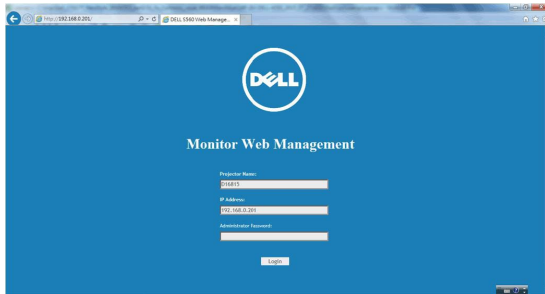 http://192.168.0.201/
DELL S560 Web Manage...
DELL
Monitor Web Management
Projector Name:
D16815
IP Address:
192.168.0.201
Administrator Password:
Login